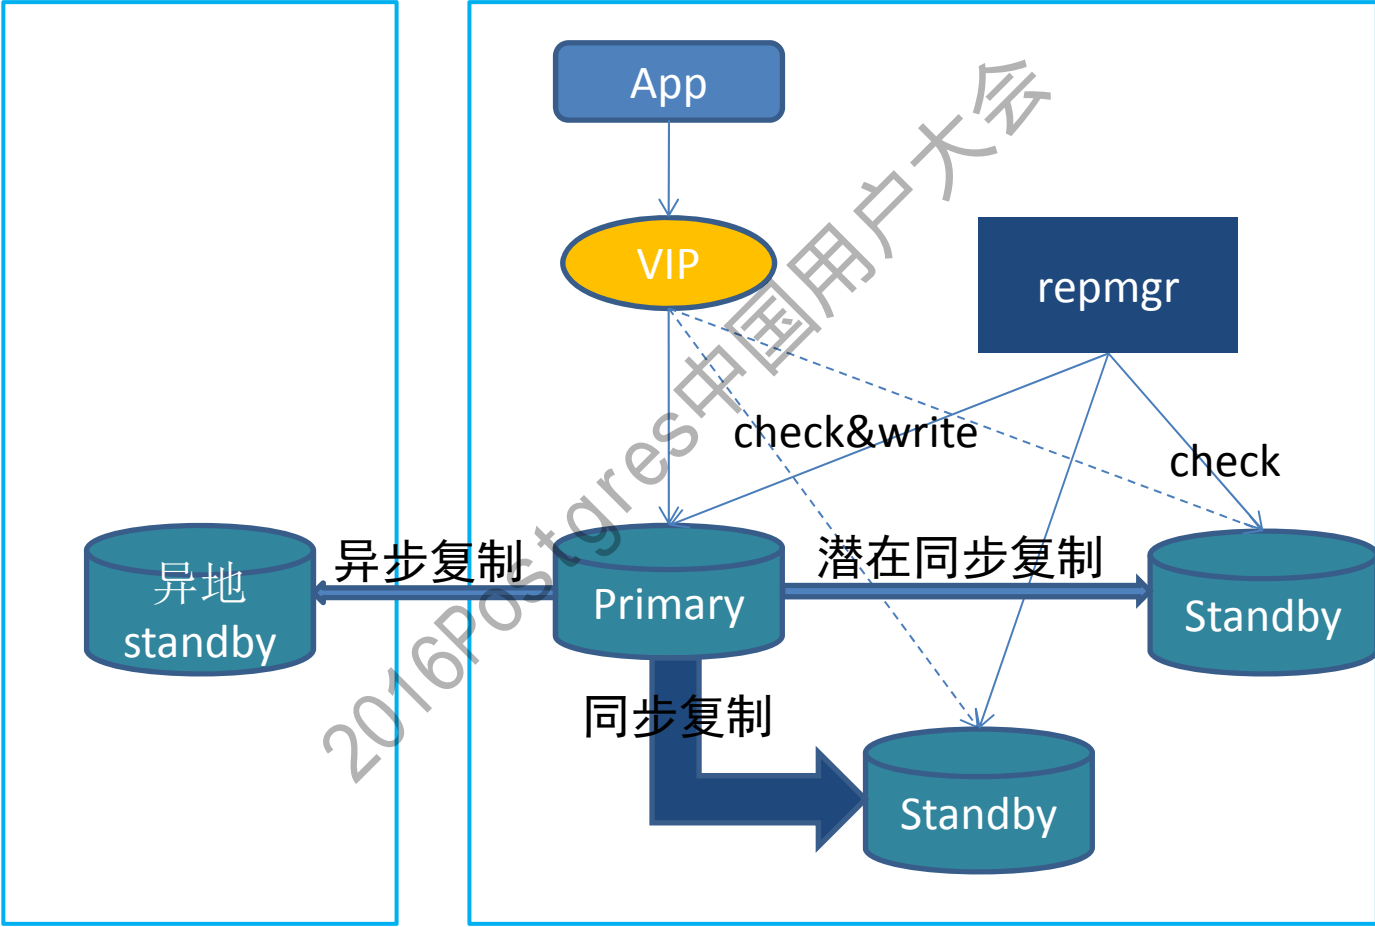 App
VIP
repmgr
check&write
check
异步复制
潜在同步复制
异地
standby
Primary
Standby
同步复制
Standby
2016Postgres中国用户大会